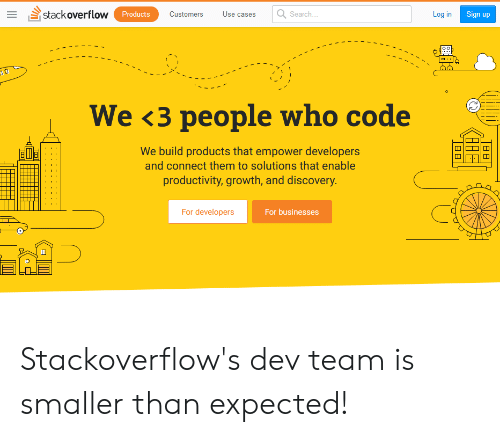 stackoverflow Products Customers Use cases Search... Log in Sign up
We <3 people who code
We build products that empower developers
and connect them to solutions that enable
productivity, growth, and discovery.
For developers For businesses
Stackoverflow's dev team is
smaller than expected!